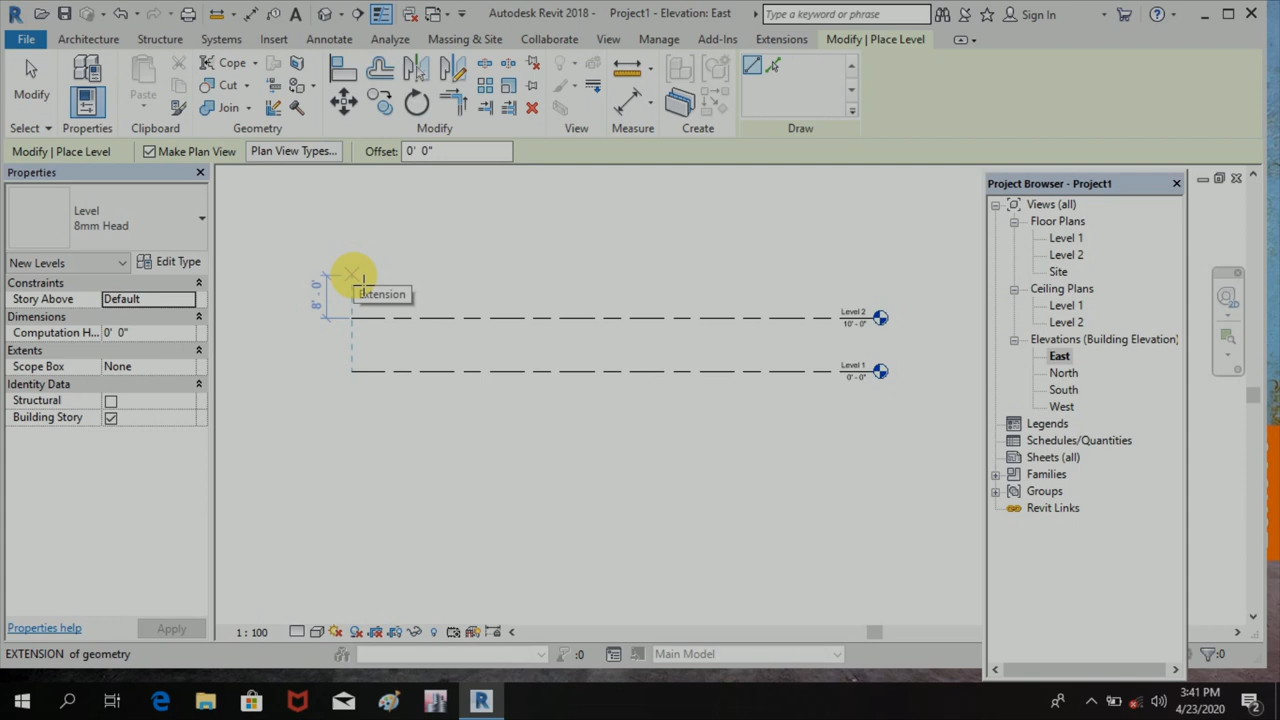 Autodesk Revit 2018 - Project1 - Elevation: East
Type a keyword or phrase
Sign In
File Architecture Structure Systems Insert Annotate Analyze Massing & Site Collaborate View Manage Add-Ins Extensions Modify | Place Level
Modify Paste Cope Cut Join
Select Properties Clipboard Geometry Modify View Measure Create Draw
Modify | Place Level Make Plan View Plan View Types... Offset: 0' 0"
Properties
Level
8mm Head
New Levels Edit Type
Constraints
Story Above Default
Dimensions
Computation H... 0' 0"
Extents
Scope Box None
Identity Data
Structural
Building Story
Properties help Apply
8' - 0"
Extension
Level 2
10' - 0"
Level 1
0' - 0"
Project Browser - Project1
Views (all)
Floor Plans
Level 1
Level 2
Site
Ceiling Plans
Level 1
Level 2
Elevations (Building Elevation)
East
North
South
West
Legends
Schedules/Quantities
Sheets (all)
Families
Groups
Revit Links
1 : 100
EXTENSION of geometry
:0 Main Model :0
3:41 PM
4/23/2020
2